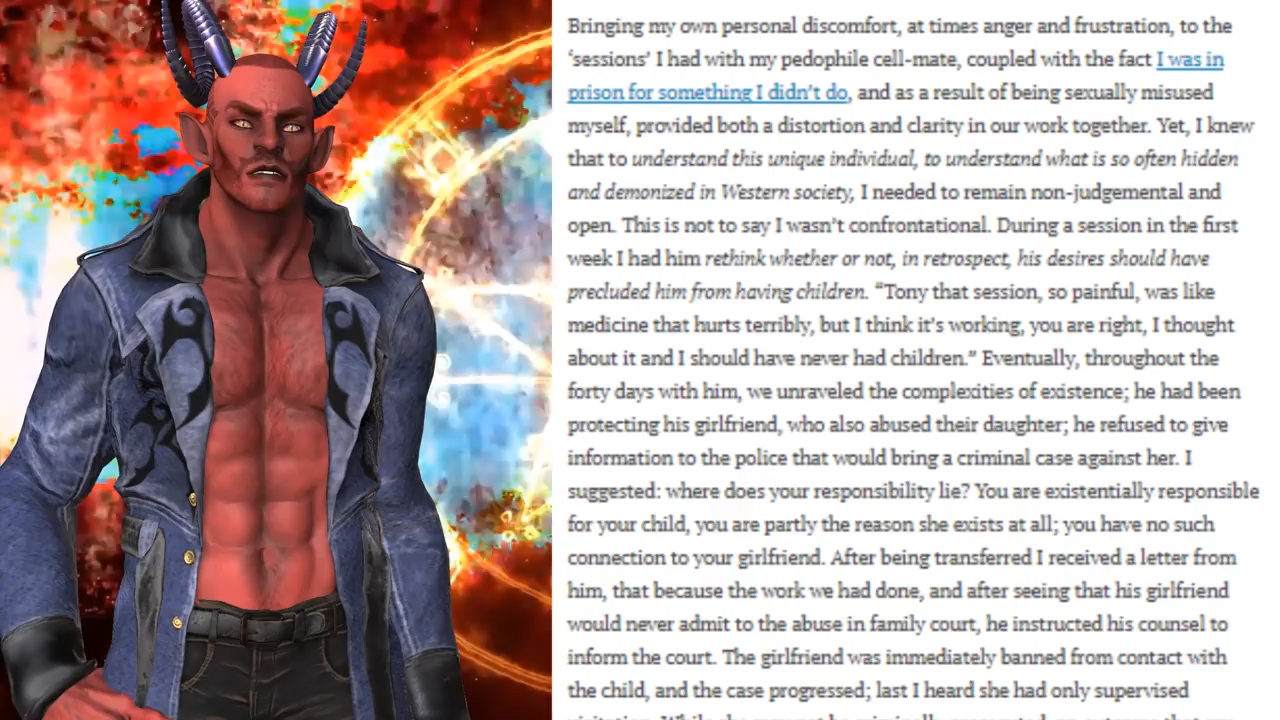 Bringing my own personal discomfort, at times anger and frustration, to the
‘sessions’ I had with my pedophile cell-mate, coupled with the fact I was in
prison for something I didn’t do, and as a result of being sexually misused
myself, provided both a distortion and clarity in our work together. Yet, I knew
that to understand this unique individual, to understand what is so often hidden
and demonized in Western society, I needed to remain non-judgemental and
open. This is not to say I wasn’t confrontational. During a session in the first
week I had him rethink whether or not, in retrospect, his desires should have
precluded him from having children. “Tony that session, so painful, was like
medicine that hurts terribly, but I think it’s working, you are right, I thought
about it and I should have never had children.” Eventually, throughout the
forty days with him, we unraveled the complexities of existence; he had been
protecting his girlfriend, who also abused their daughter; he refused to give
information to the police that would bring a criminal case against her. I
suggested: where does your responsibility lie? You are existentially responsible
for your child, you are partly the reason she exists at all; you have no such
connection to your girlfriend. After being transferred I received a letter from
him, that because the work we had done, and after seeing that his girlfriend
would never admit to the abuse in family court, he instructed his counsel to
inform the court. The girlfriend was immediately banned from contact with
the child, and the case progressed; last I heard she had only supervised